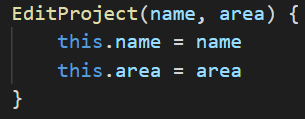 EditProject(name, area) {
    this.name = name
    this.area = area
}